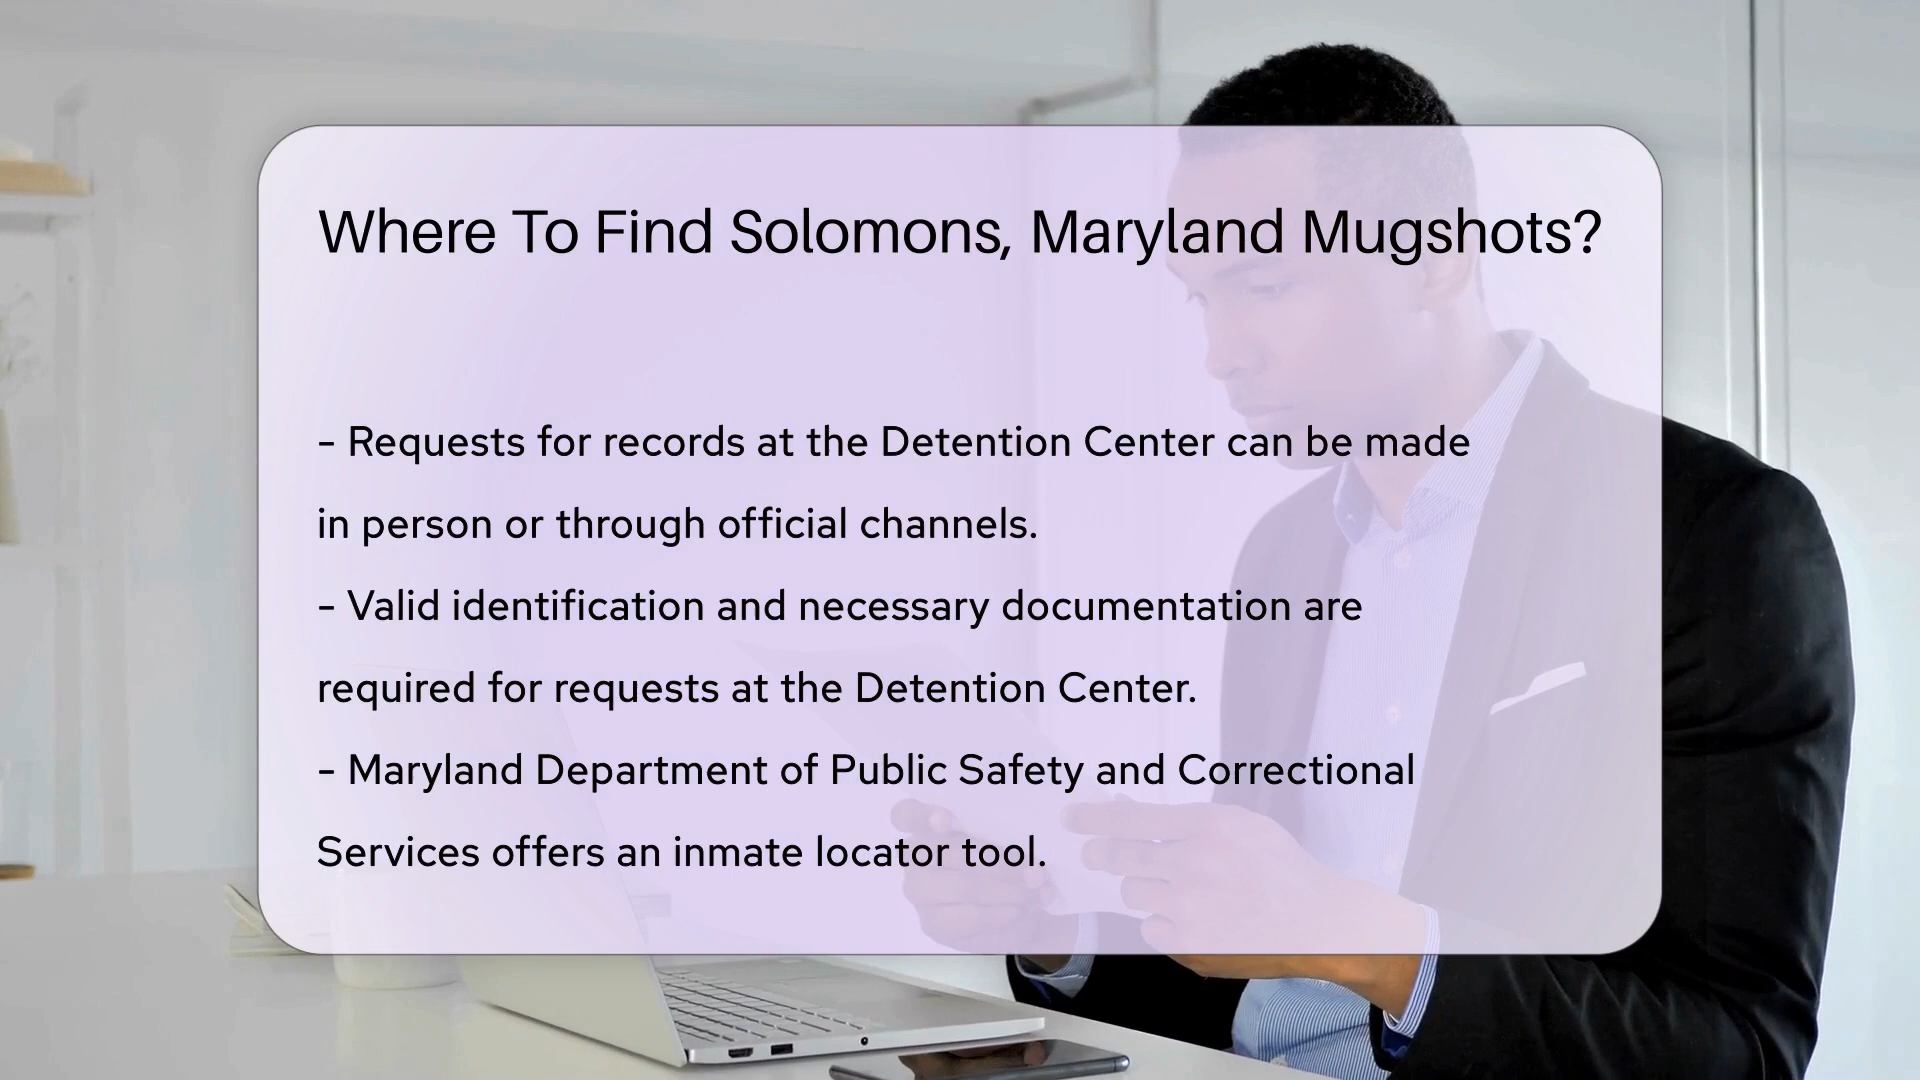 Where To Find Solomons, Maryland Mugshots?
– Requests for records at the Detention Center can be made
in person or through official channels.
– Valid identification and necessary documentation are
required for requests at the Detention Center.
– Maryland Department of Public Safety and Correctional
Services offers an inmate locator tool.